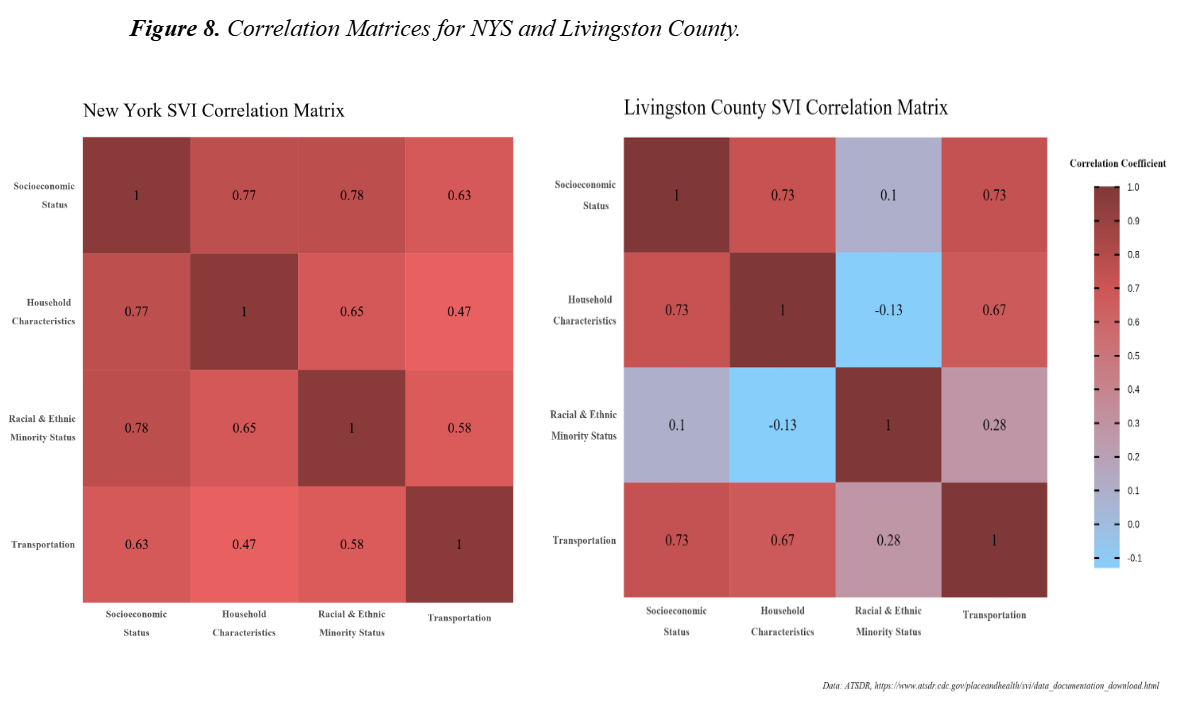 Figure 8. Correlation Matrices for NYS and Livingston County.
New York SVI Correlation Matrix
Socioeconomic
Status
1 0.77 0.78 0.63
Household
Characteristics
0.77 1 0.65 0.47
Racial & Ethnic
Minority Status
0.78 0.65 1 0.58
Transportation
0.63 0.47 0.58 1
Socioeconomic
Status
Household
Characteristics
Racial & Ethnic
Minority Status
Transportation
Livingston County SVI Correlation Matrix
Socioeconomic
Status
1 0.73 0.1 0.73
Household
Characteristics
0.73 1 -0.13 0.67
Racial & Ethnic
Minority Status
0.1 -0.13 1 0.28
Transportation
0.73 0.67 0.28 1
Socioeconomic
Status
Household
Characteristics
Racial & Ethnic
Minority Status
Transportation
Correlation Coefficient
1.0
0.9
0.8
0.7
0.6
0.5
0.4
0.3
0.2
0.1
0.0
-0.1
Data: ATSDR, https://www.atsdr.cdc.gov/placeandhealth/svi/data_documentation_download.html